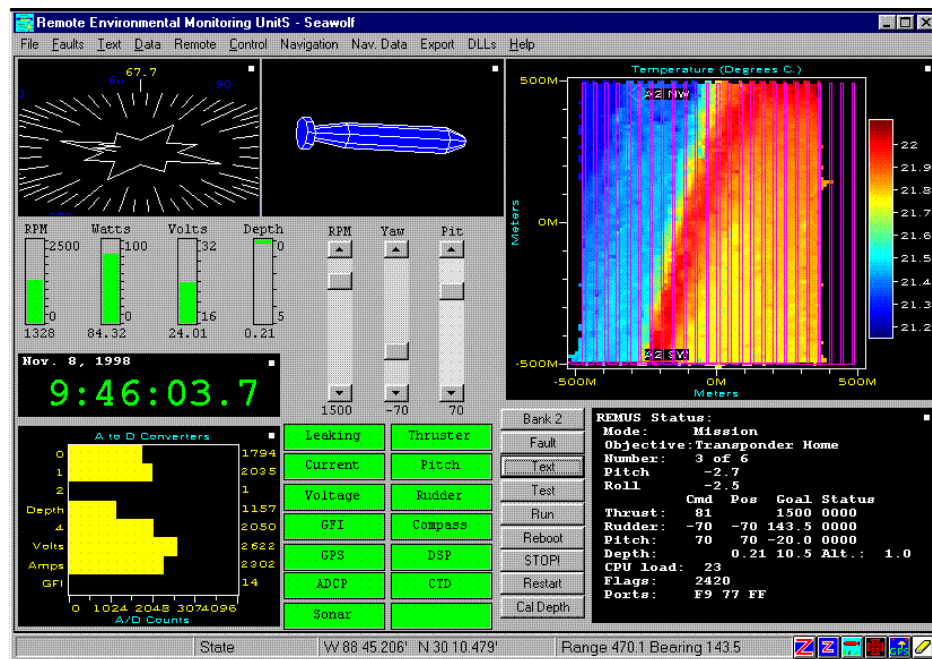 Remote Environmental Monitoring UnitS - Seawolf
File Faults Text Data Remote Control Navigation Nav. Data Export DLLs Help
67.7
90
Temperature (Degrees C.)
500M
A2 NW
22
21.9
21.8
21.7
21.6
21.5
21.4
21.3
21.2
0M
Meters
A2 SW
-500M
-500M 0M 500M
Meters
RPM Watts Volts Depth
2500 100 32 0
0 0 16 5
1328 84.32 24.01 0.21
RPM Yaw Pit
1500 -70 70
Nov. 8, 1998
9:46:03.7
A to D Converters
0 1794
1 2035
2 1
Depth 1157
4 2050
Volts 2622
Amps 2302
GFI 14
0 1024 2048 3074096
A/D Counts
Leaking Thruster
Current Pitch
Voltage Rudder
GFI Compass
GPS DSP
ADCP CTD
Sonar
Bank 2
Fault
Text
Test
Run
Reboot
STOP!
Restart
Cal Depth
REMUS Status:
Mode: Mission
Objective:Transponder Home
Number: 3 of 6
Pitch -2.7
Roll -2.5
Cmd Pos Goal Status
Thrust: 81 1500 0000
Rudder: -70 -70 143.5 0000
Pitch: 70 70 -20.0 0000
Depth: 0.21 10.5 Alt.: 1.0
CPU load: 23
Flags: 2420
Ports: F9 77 FF
State W 88 45.206' N 30 10.479' Range 470.1 Bearing 143.5
Z Z GPS